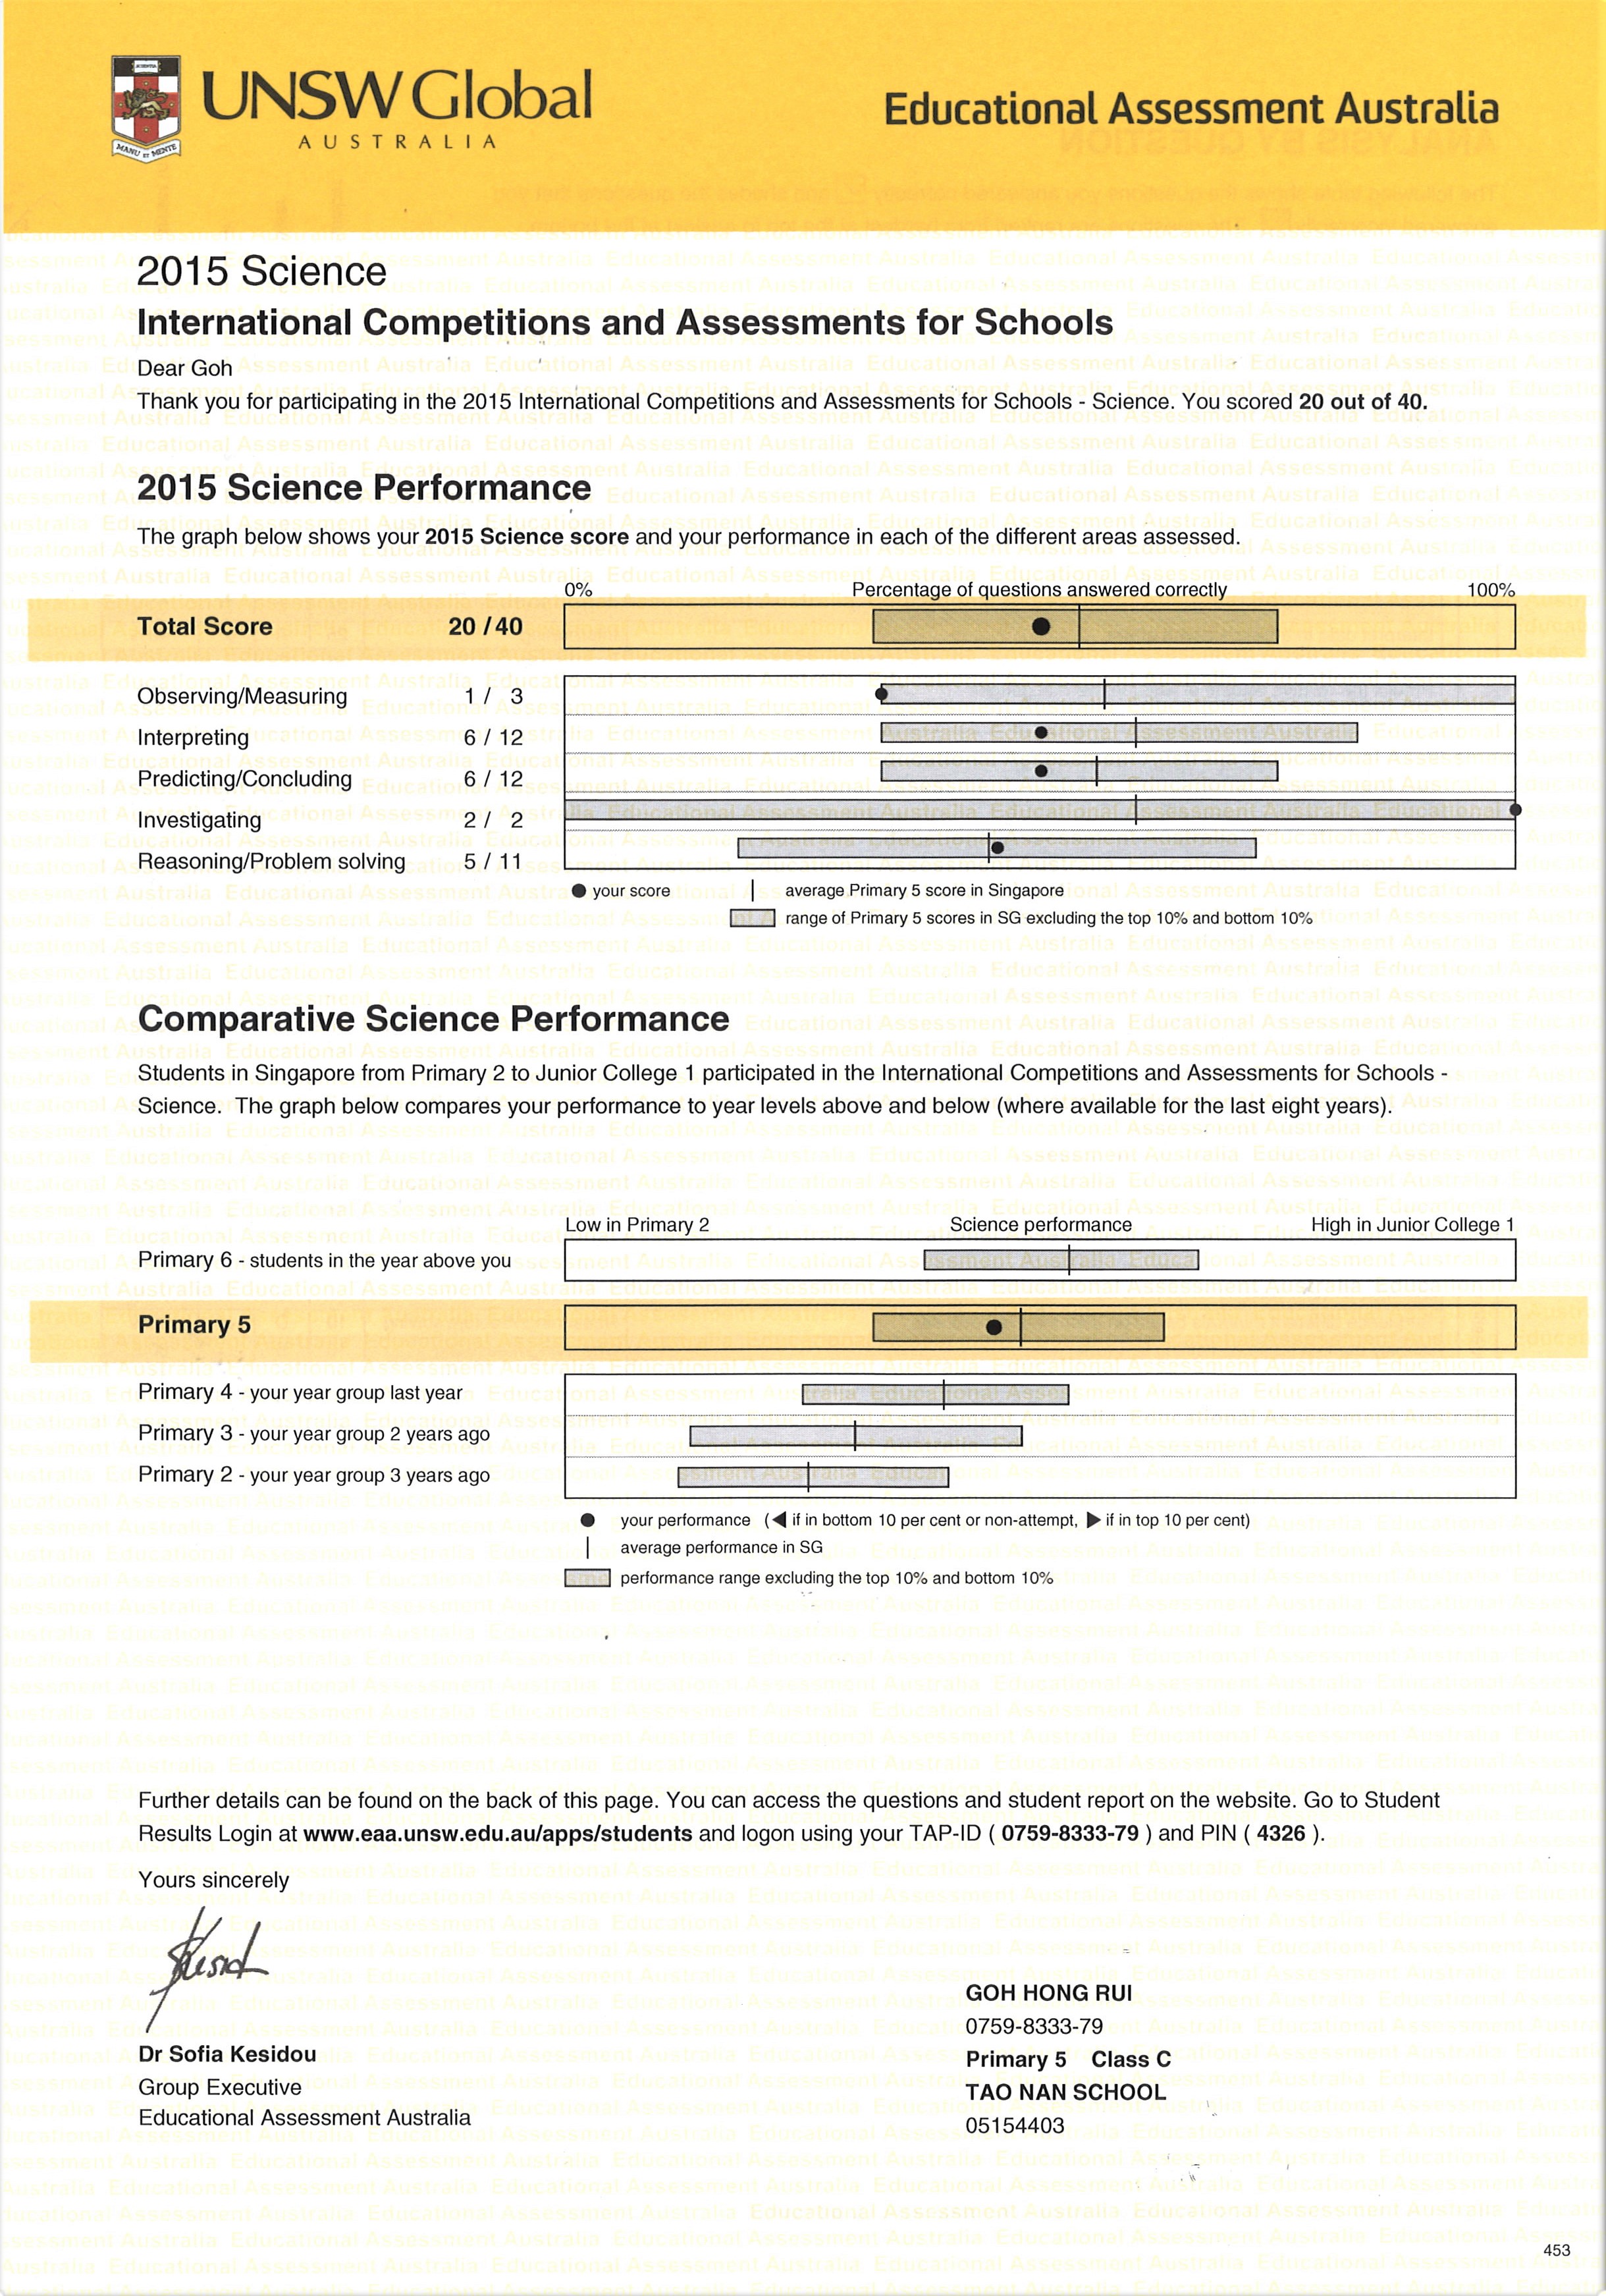 UNSW Global
AUSTRALIA
MANU ET MENTE
Educational Assessment Australia
2015 Science
International Competitions and Assessments for Schools
Dear Goh
Thank you for participating in the 2015 International Competitions and Assessments for Schools - Science. You scored 20 out of 40.
2015 Science Performance
The graph below shows your 2015 Science score and your performance in each of the different areas assessed.
0% Percentage of questions answered correctly 100%
Total Score 20 / 40
Observing/Measuring 1 / 3
Interpreting 6 / 12
Predicting/Concluding 6 / 12
Investigating 2 / 2
Reasoning/Problem solving 5 / 11
your score average Primary 5 score in Singapore
range of Primary 5 scores in SG excluding the top 10% and bottom 10%
Comparative Science Performance
Students in Singapore from Primary 2 to Junior College 1 participated in the International Competitions and Assessments for Schools -
Science. The graph below compares your performance to year levels above and below (where available for the last eight years).
Low in Primary 2 Science performance High in Junior College 1
Primary 6 - students in the year above you
Primary 5
Primary 4 - your year group last year
Primary 3 - your year group 2 years ago
Primary 2 - your year group 3 years ago
your performance (◀ if in bottom 10 per cent or non-attempt, ▶ if in top 10 per cent)
average performance in SG
performance range excluding the top 10% and bottom 10%
Further details can be found on the back of this page. You can access the questions and student report on the website. Go to Student
Results Login at www.eaa.unsw.edu.au/apps/students and logon using your TAP-ID ( 0759-8333-79 ) and PIN ( 4326 ).
Yours sincerely
Dr Sofia Kesidou
Group Executive
Educational Assessment Australia
GOH HONG RUI
0759-8333-79
Primary 5 Class C
TAO NAN SCHOOL
05154403
453